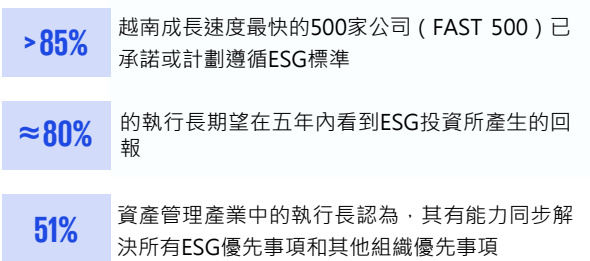 >85%
越南成長速度最快的500家公司（FAST 500）已
承諾或計劃遵循ESG標準
≈80%
的執行長期望在五年內看到ESG投資所產生的回
報
51%
資產管理產業中的執行長認為，其有能力同步解
決所有ESG優先事項和其他組織優先事項